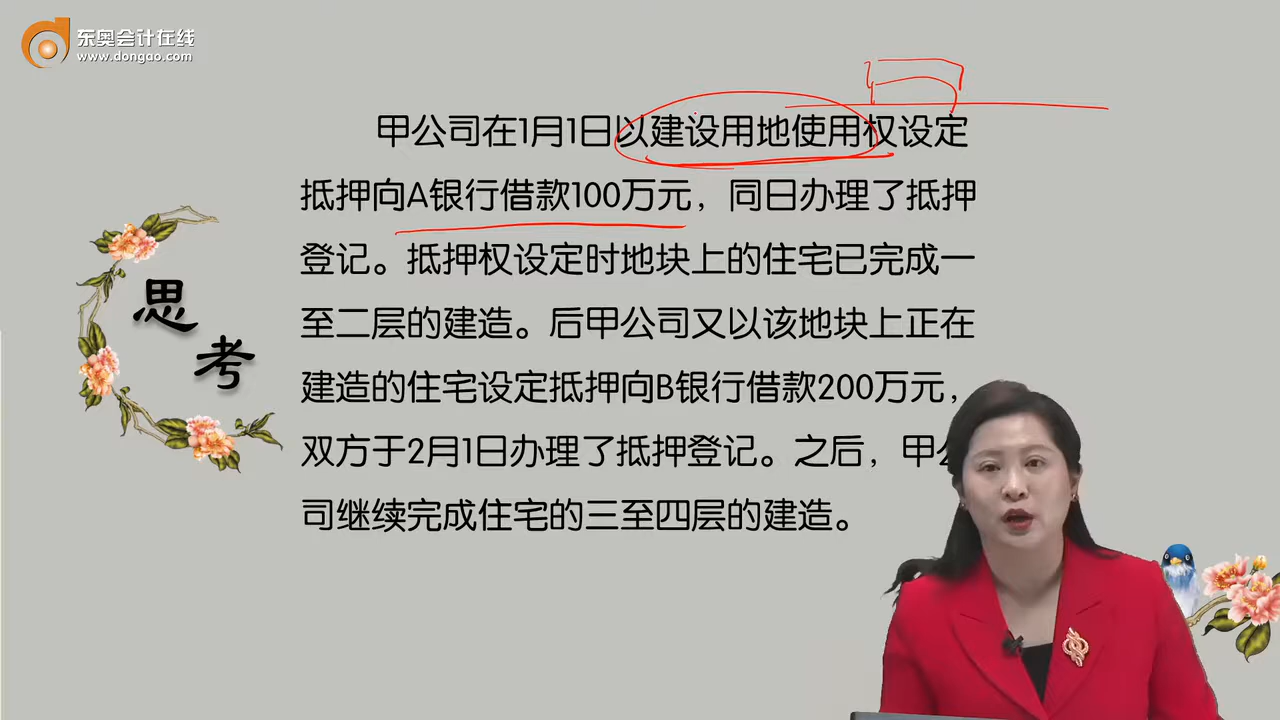 东奥会计在线
www.dongao.com
甲公司在1月1日以建设用地使用权设定
抵押向A银行借款100万元，同日办理了抵押
登记。抵押权设定时地块上的住宅已完成一
至二层的建造。后甲公司又以该地块上正在
建造的住宅设定抵押向B银行借款200万元，
双方于2月1日办理了抵押登记。之后，甲公
司继续完成住宅的三至四层的建造。
思考